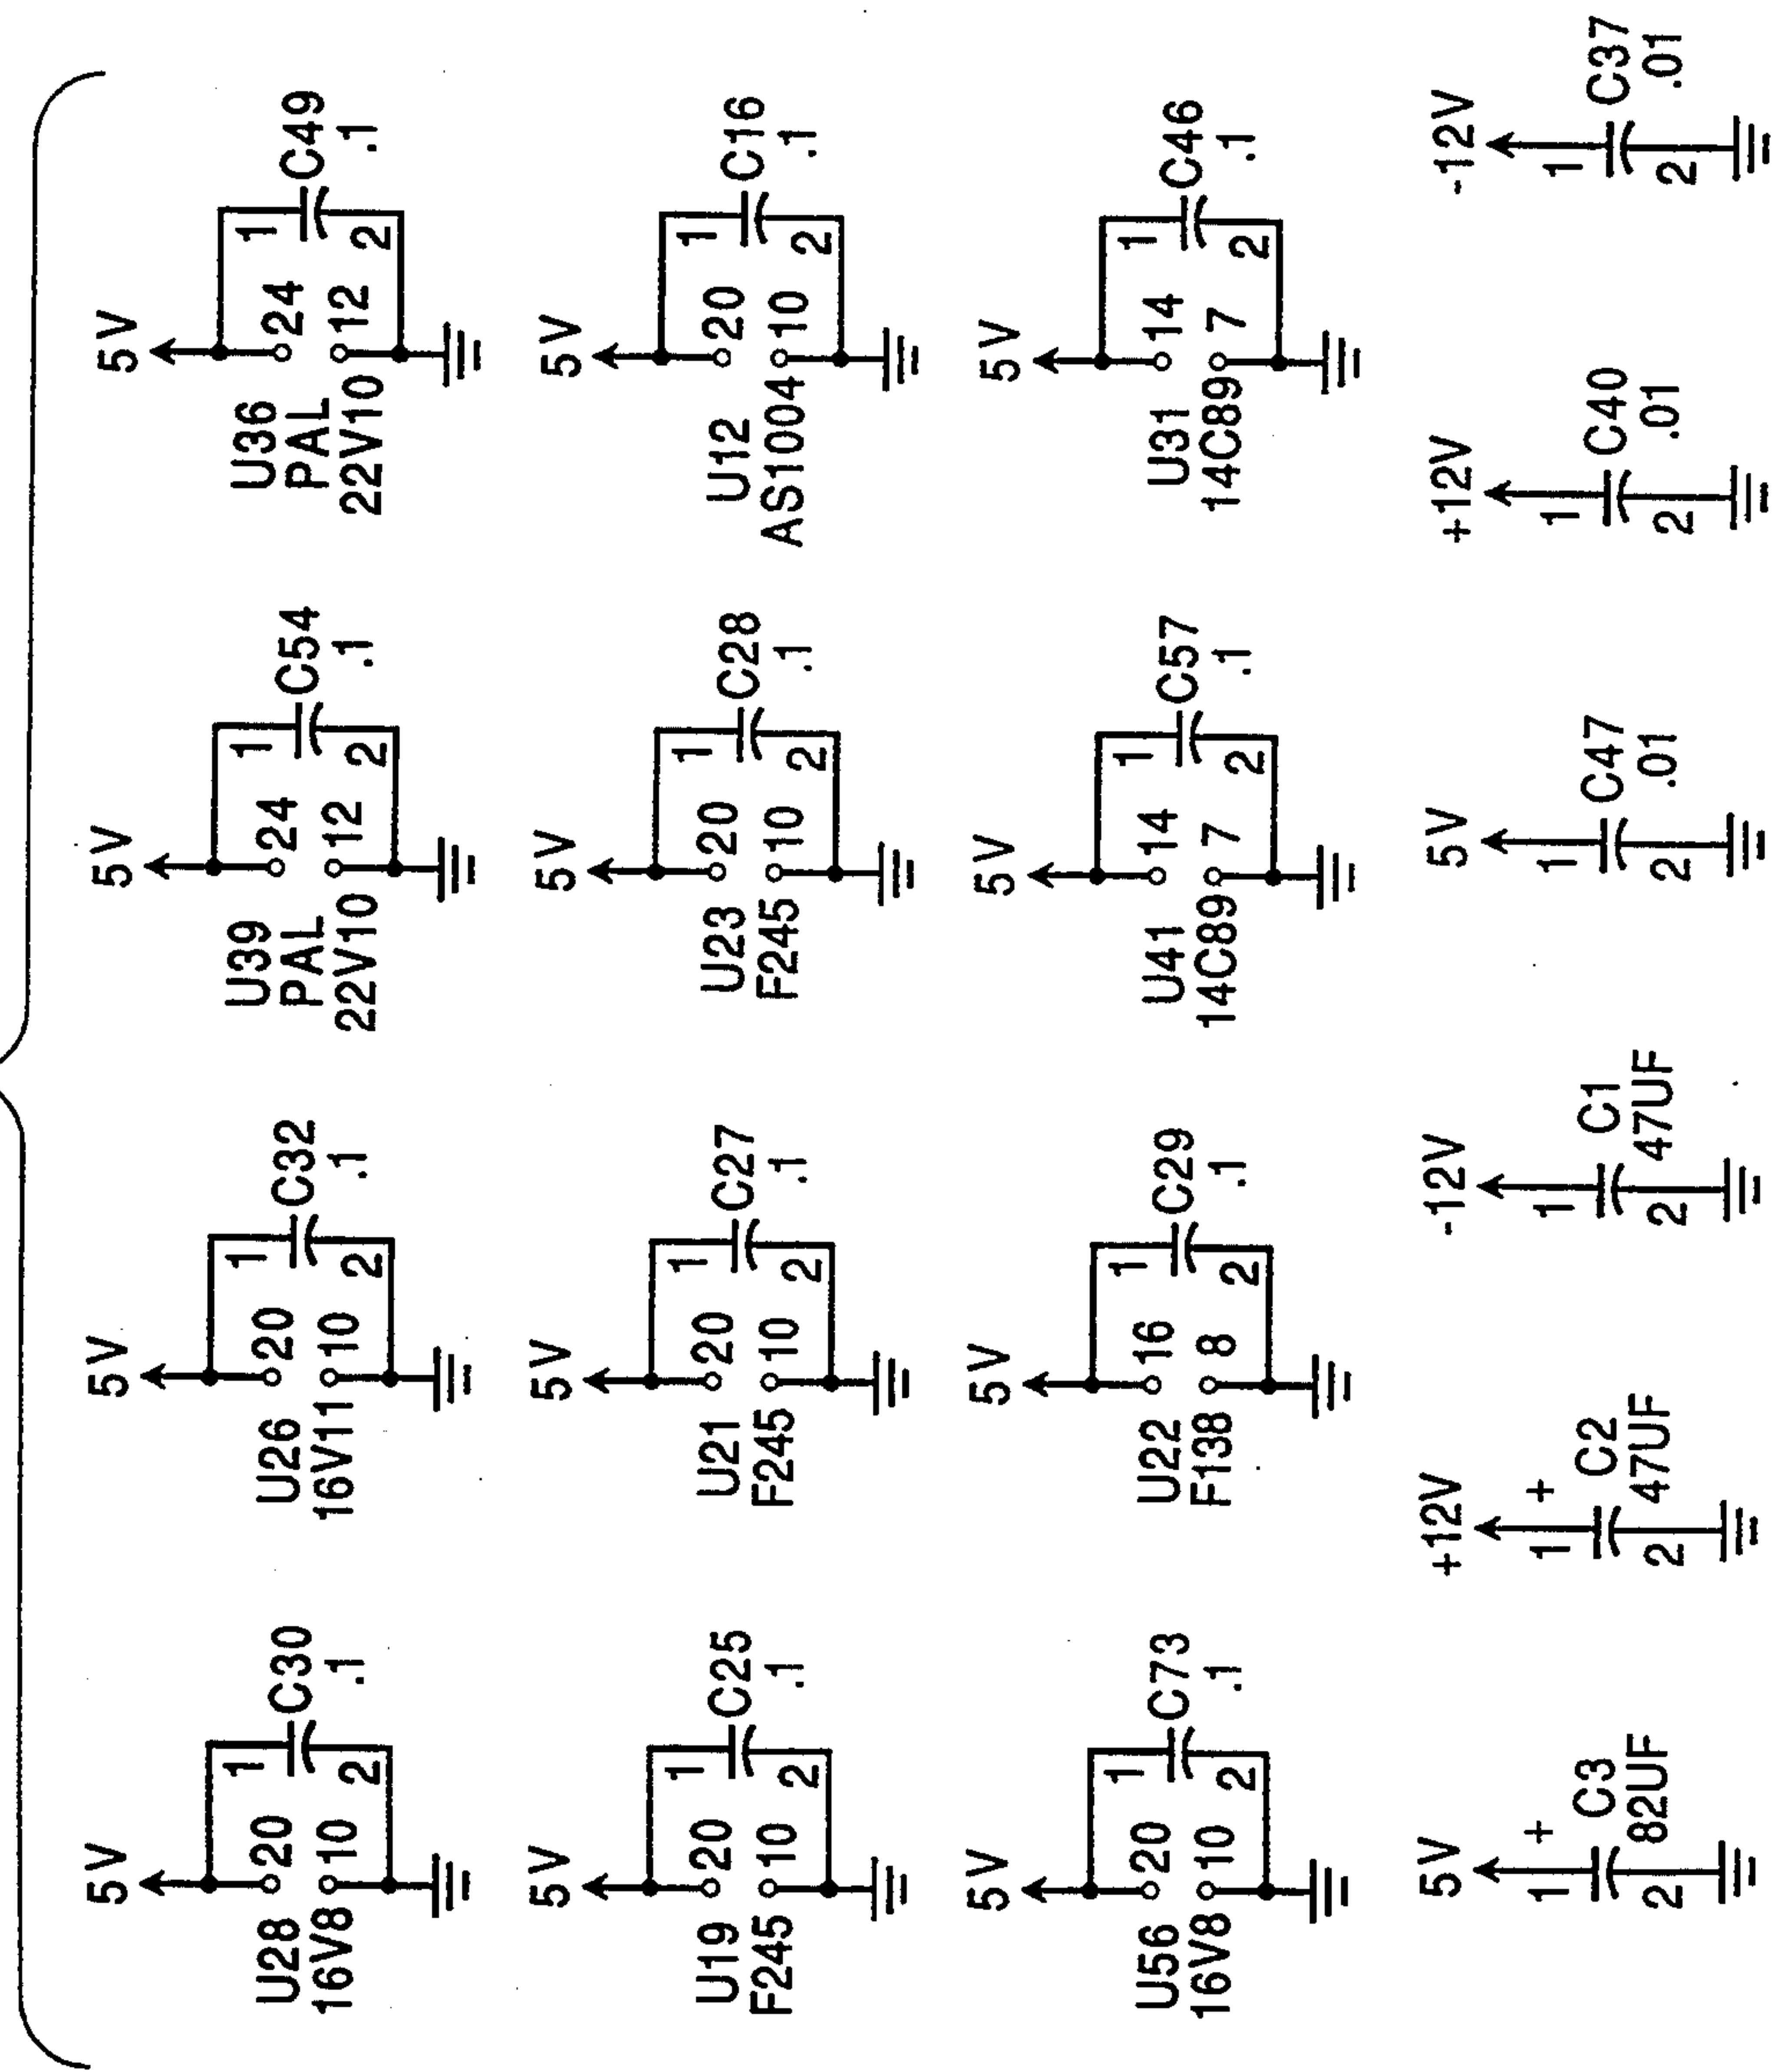 5V
U28
16V8
20
10
1
2
C30
.1
5V
U26
16V11
20
10
1
2
C32
.1
5V
U39
PAL
22V10
24
12
1
2
C54
.1
5V
U36
PAL
22V10
24
12
1
2
C49
.1
5V
U19
F245
20
10
1
2
C25
.1
5V
U21
F245
20
10
1
2
C27
.1
5V
U23
F245
20
10
1
2
C28
.1
5V
U12
AS1004
20
10
1
2
C16
.1
5V
U56
16V8
20
10
1
2
C73
.1
5V
U22
F138
16
8
1
2
C29
.1
5V
U41
14C89
14
7
1
2
C57
.1
5V
U31
14C89
14
7
1
2
C46
.1
5V
1
+
2
C3
82UF
+12V
1
+
2
C2
47UF
-12V
1
2
C1
47UF
5V
1
2
C47
.01
+12V
1
2
C40
.01
-12V
1
2
C37
.01